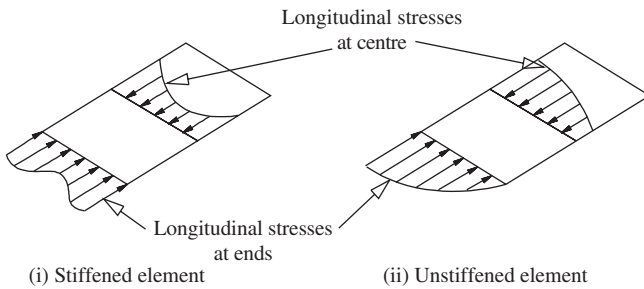 Longitudinal stresses
at centre
Longitudinal stresses
at ends
(i) Stiffened element
(ii) Unstiffened element